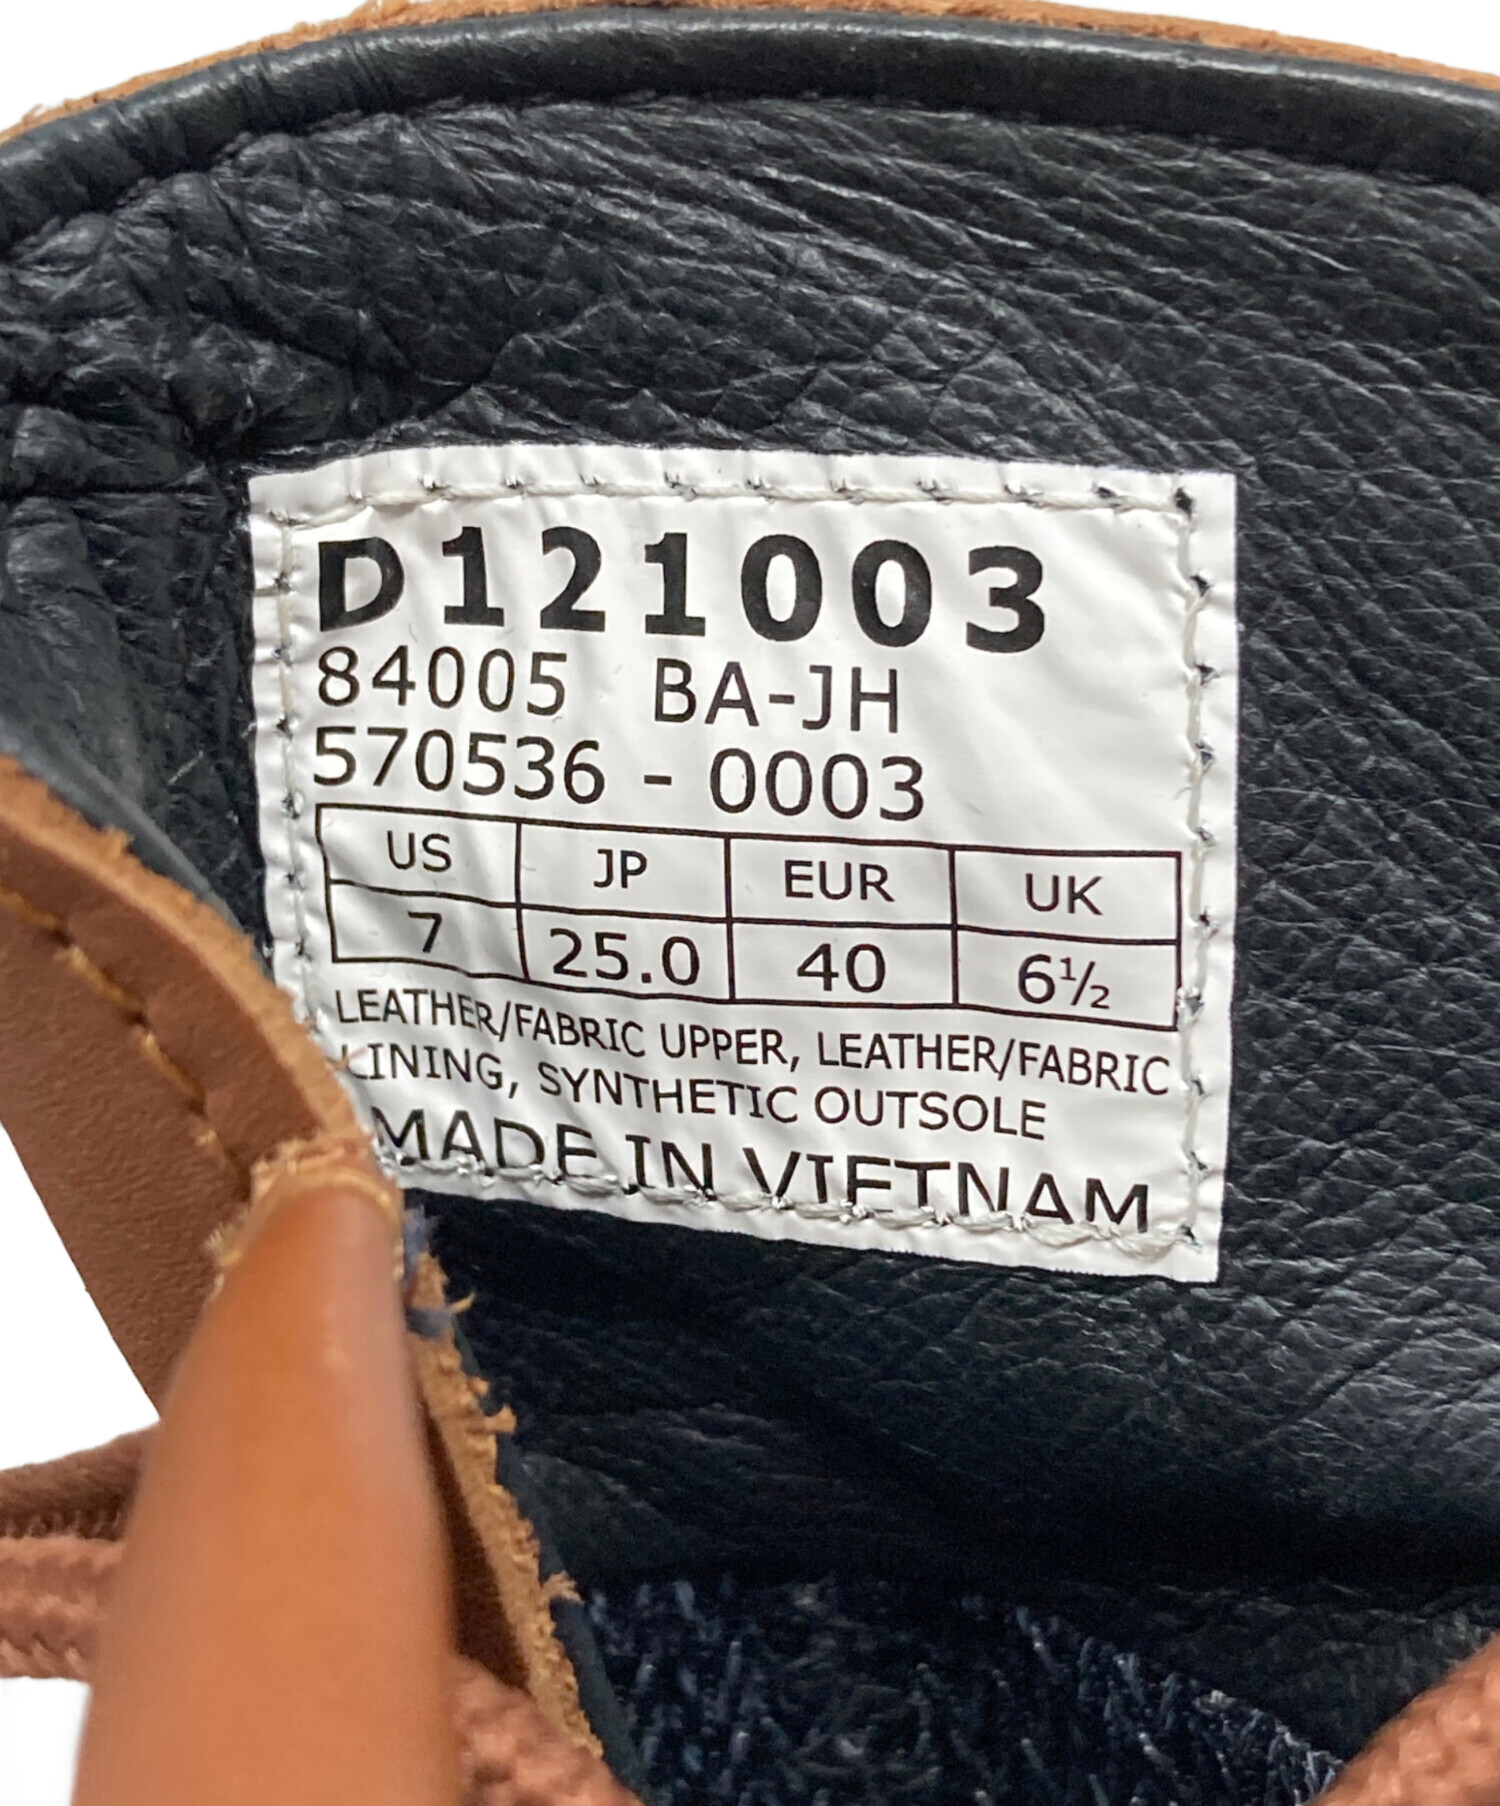 D121003
84005 BA-JH
570536 - 0003
US JP EUR UK
7 25.0 40 6½
LEATHER/FABRIC UPPER, LEATHER/FABRIC
LINING, SYNTHETIC OUTSOLE
MADE IN VIETNAM